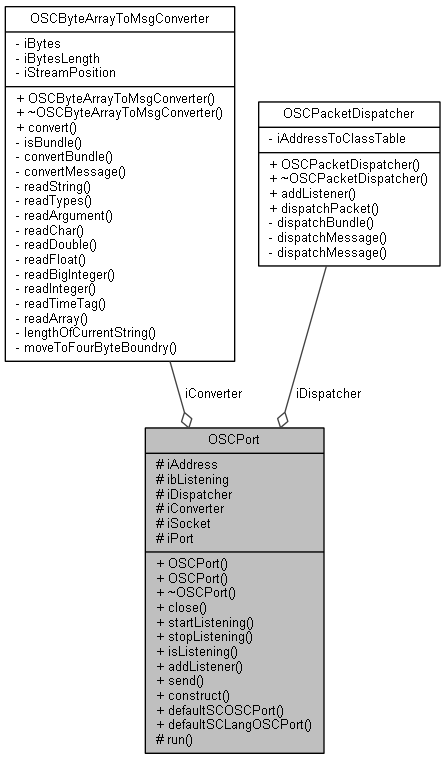 OSCByteArrayToMsgConverter
- iBytes
- iBytesLength
- iStreamPosition
+ OSCByteArrayToMsgConverter()
+ ~OSCByteArrayToMsgConverter()
+ convert()
- isBundle()
- convertBundle()
- convertMessage()
- readString()
- readTypes()
- readArgument()
- readChar()
- readDouble()
- readFloat()
- readBigInteger()
- readInteger()
- readTimeTag()
- readArray()
- lengthOfCurrentString()
- moveToFourByteBoundry()
OSCPacketDispatcher
- iAddressToClassTable
+ OSCPacketDispatcher()
+ ~OSCPacketDispatcher()
+ addListener()
+ dispatchPacket()
- dispatchBundle()
- dispatchMessage()
- dispatchMessage()
iConverter
iDispatcher
OSCPort
# iAddress
# ibListening
# iDispatcher
# iConverter
# iSocket
# iPort
+ OSCPort()
+ OSCPort()
+ ~OSCPort()
+ close()
+ startListening()
+ stopListening()
+ isListening()
+ addListener()
+ send()
+ construct()
+ defaultSCOSCPort()
+ defaultSCLangOSCPort()
# run()